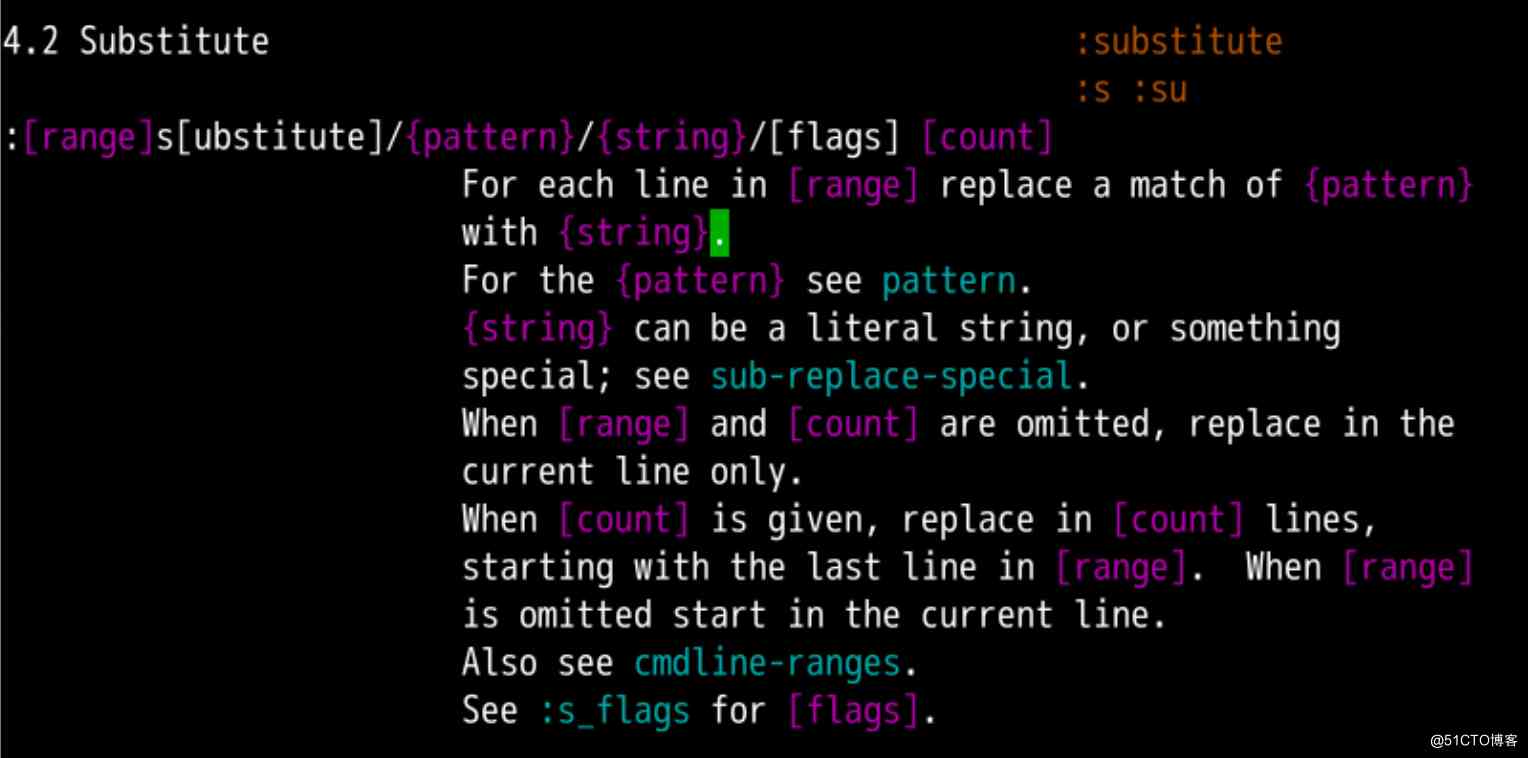 4.2 Substitute :substitute
:s :su
:[range]s[ubstitute]/{pattern}/{string}/[flags] [count]
For each line in [range] replace a match of {pattern}
with {string}.
For the {pattern} see pattern.
{string} can be a literal string, or something
special; see sub-replace-special.
When [range] and [count] are omitted, replace in the
current line only.
When [count] is given, replace in [count] lines,
starting with the last line in [range].  When [range]
is omitted start in the current line.
Also see cmdline-ranges.
See :s_flags for [flags].
@51CTO博客